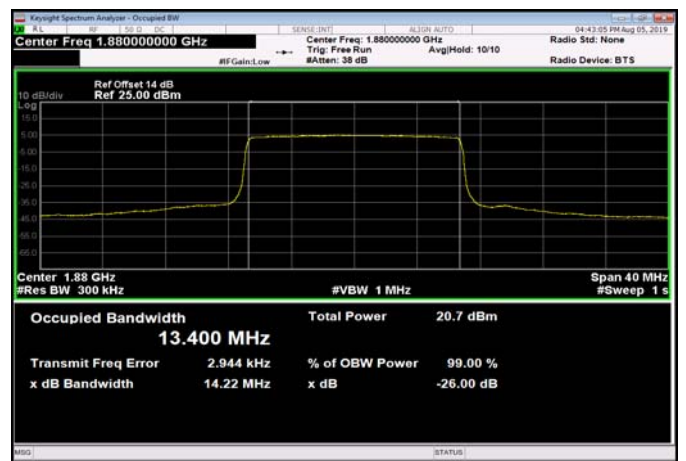 Keysight Spectrum Analyzer - Occupied BW
RL RF 50 Ω DC SENSE:INT ALIGN AUTO 04:43:05 PM Aug 05, 2019
Center Freq 1.880000000 GHz Center Freq: 1.880000000 GHz Radio Std: None
Trig: Free Run Avg|Hold: 10/10
#IFGain:Low #Atten: 38 dB Radio Device: BTS
Ref Offset 14 dB
10 dB/div Ref 25.00 dBm
Log
15.0
5.00
-5.00
-15.0
-25.0
-35.0
-45.0
-55.0
-65.0
Center 1.88 GHz Span 40 MHz
#Res BW 300 kHz #VBW 1 MHz #Sweep 1 s
Occupied Bandwidth Total Power 20.7 dBm
13.400 MHz
Transmit Freq Error 2.944 kHz % of OBW Power 99.00 %
x dB Bandwidth 14.22 MHz x dB -26.00 dB
MSG STATUS